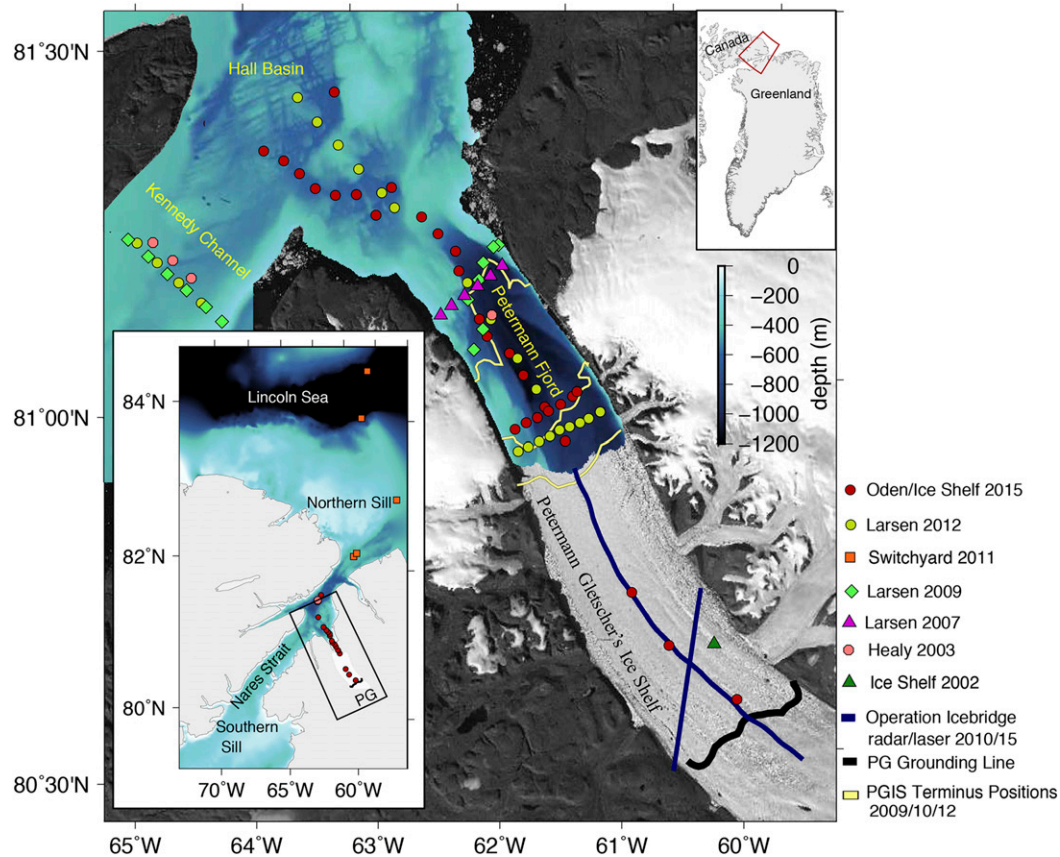 81°30'N
81°00'N
80°30'N
65°W
64°W
63°W
62°W
61°W
60°W
Hall Basin
Kennedy Channel
Petermann Fjord
Petermann Gletscher's Ice Shelf
Canada
Greenland
0
−200
−400
−600
−800
−1000
−1200
depth (m)
84°N
82°N
80°N
70°W
65°W
60°W
Lincoln Sea
Northern Sill
Nares Strait
PG
Southern
Sill
Oden/Ice Shelf 2015
Larsen 2012
Switchyard 2011
Larsen 2009
Larsen 2007
Healy 2003
Ice Shelf 2002
Operation Icebridge
radar/laser 2010/15
PG Grounding Line
PGIS Terminus Positions
2009/10/12